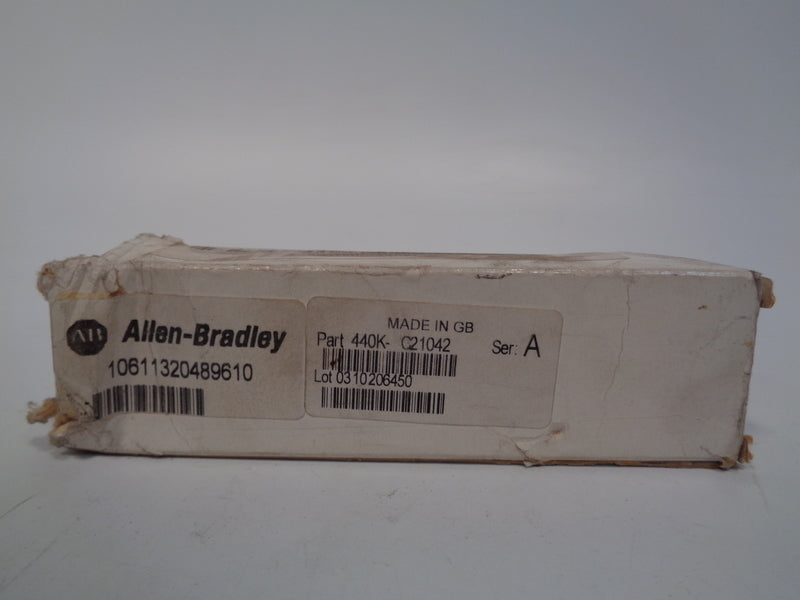 AB Allen-Bradley
10611320489610
MADE IN GB
Part 440K- C21042
Ser: A
Lot 0310206450